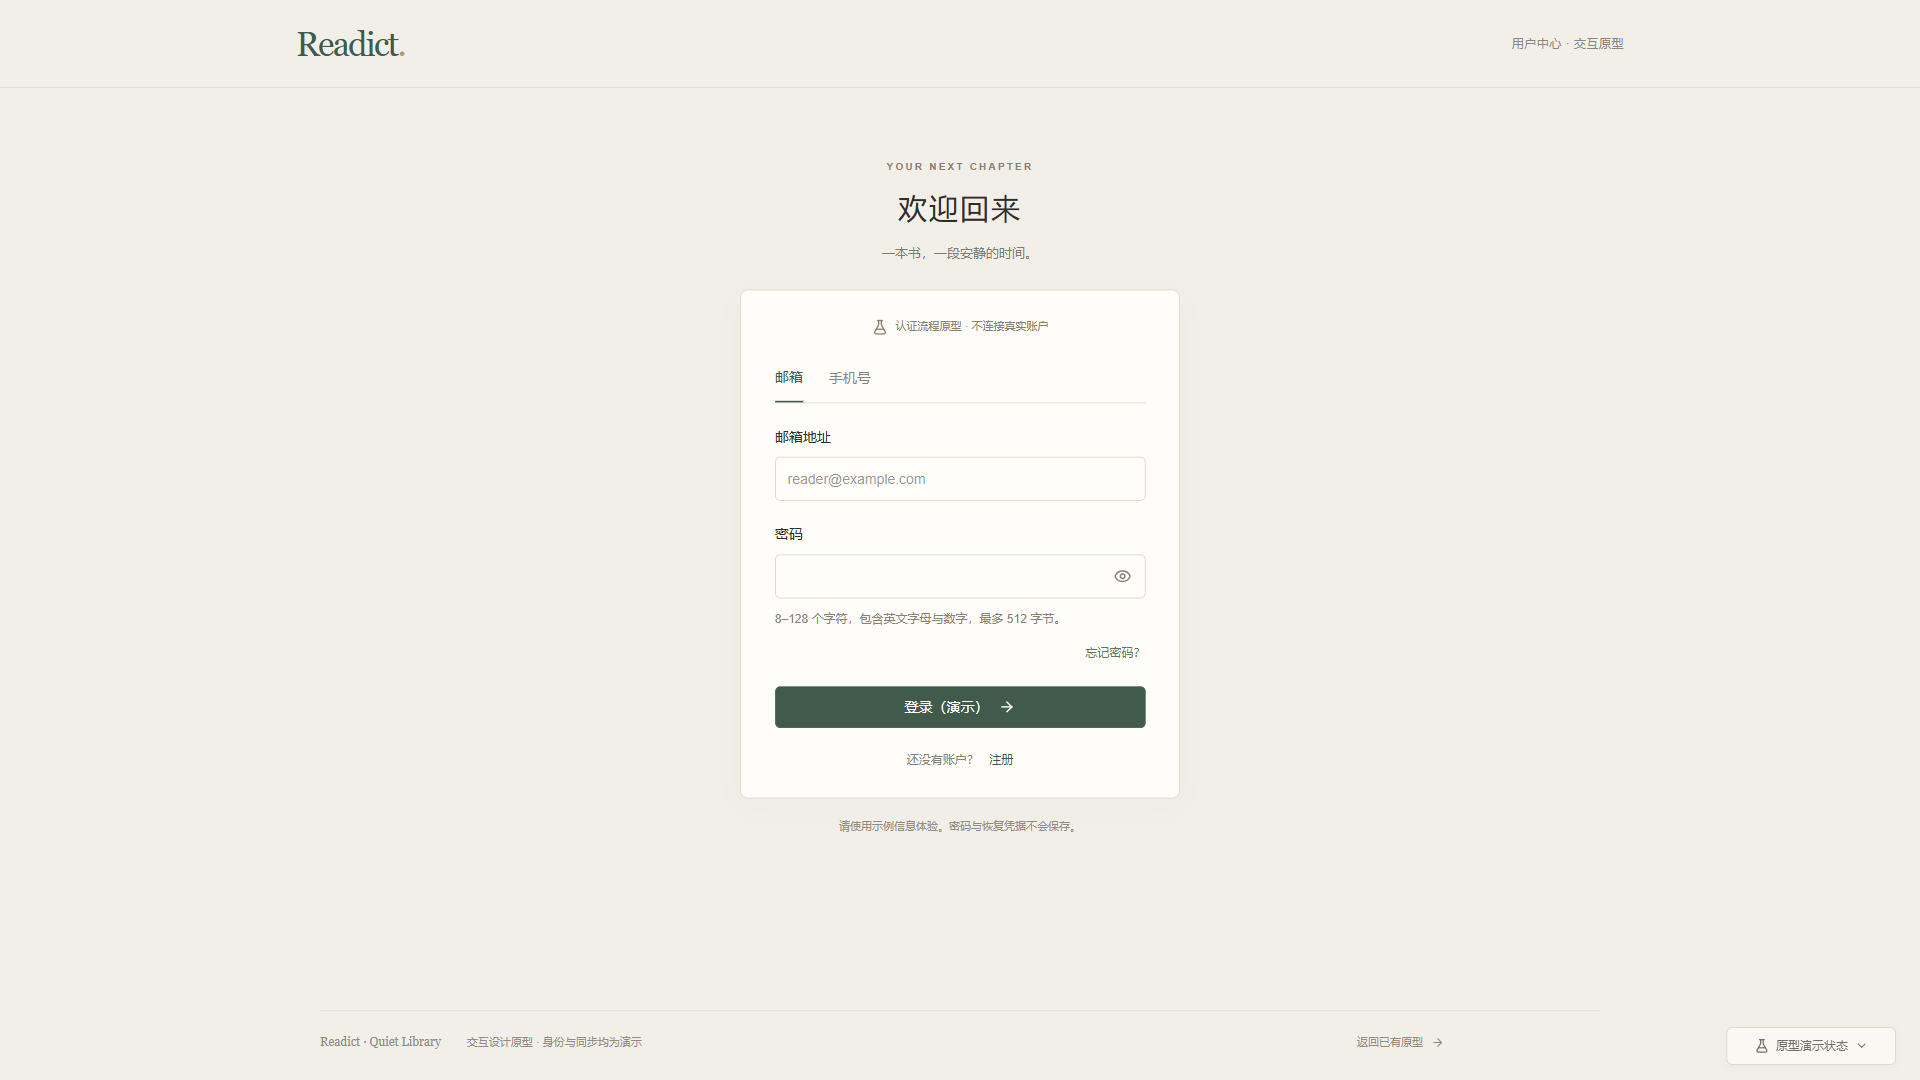 Readict.
用户中心 · 交互原型
YOUR NEXT CHAPTER
欢迎回来
一本书，一段安静的时间。
认证流程原型 · 不连接真实账户
邮箱 手机号
邮箱地址
reader@example.com
密码
8–128 个字符，包含英文字母与数字，最多 512 字节。
忘记密码？
登录（演示） →
还没有账户？ 注册
请使用示例信息体验。密码与恢复凭据不会保存。
Readict · Quiet Library 交互设计原型 · 身份与同步均为演示
返回已有原型 →
原型演示状态